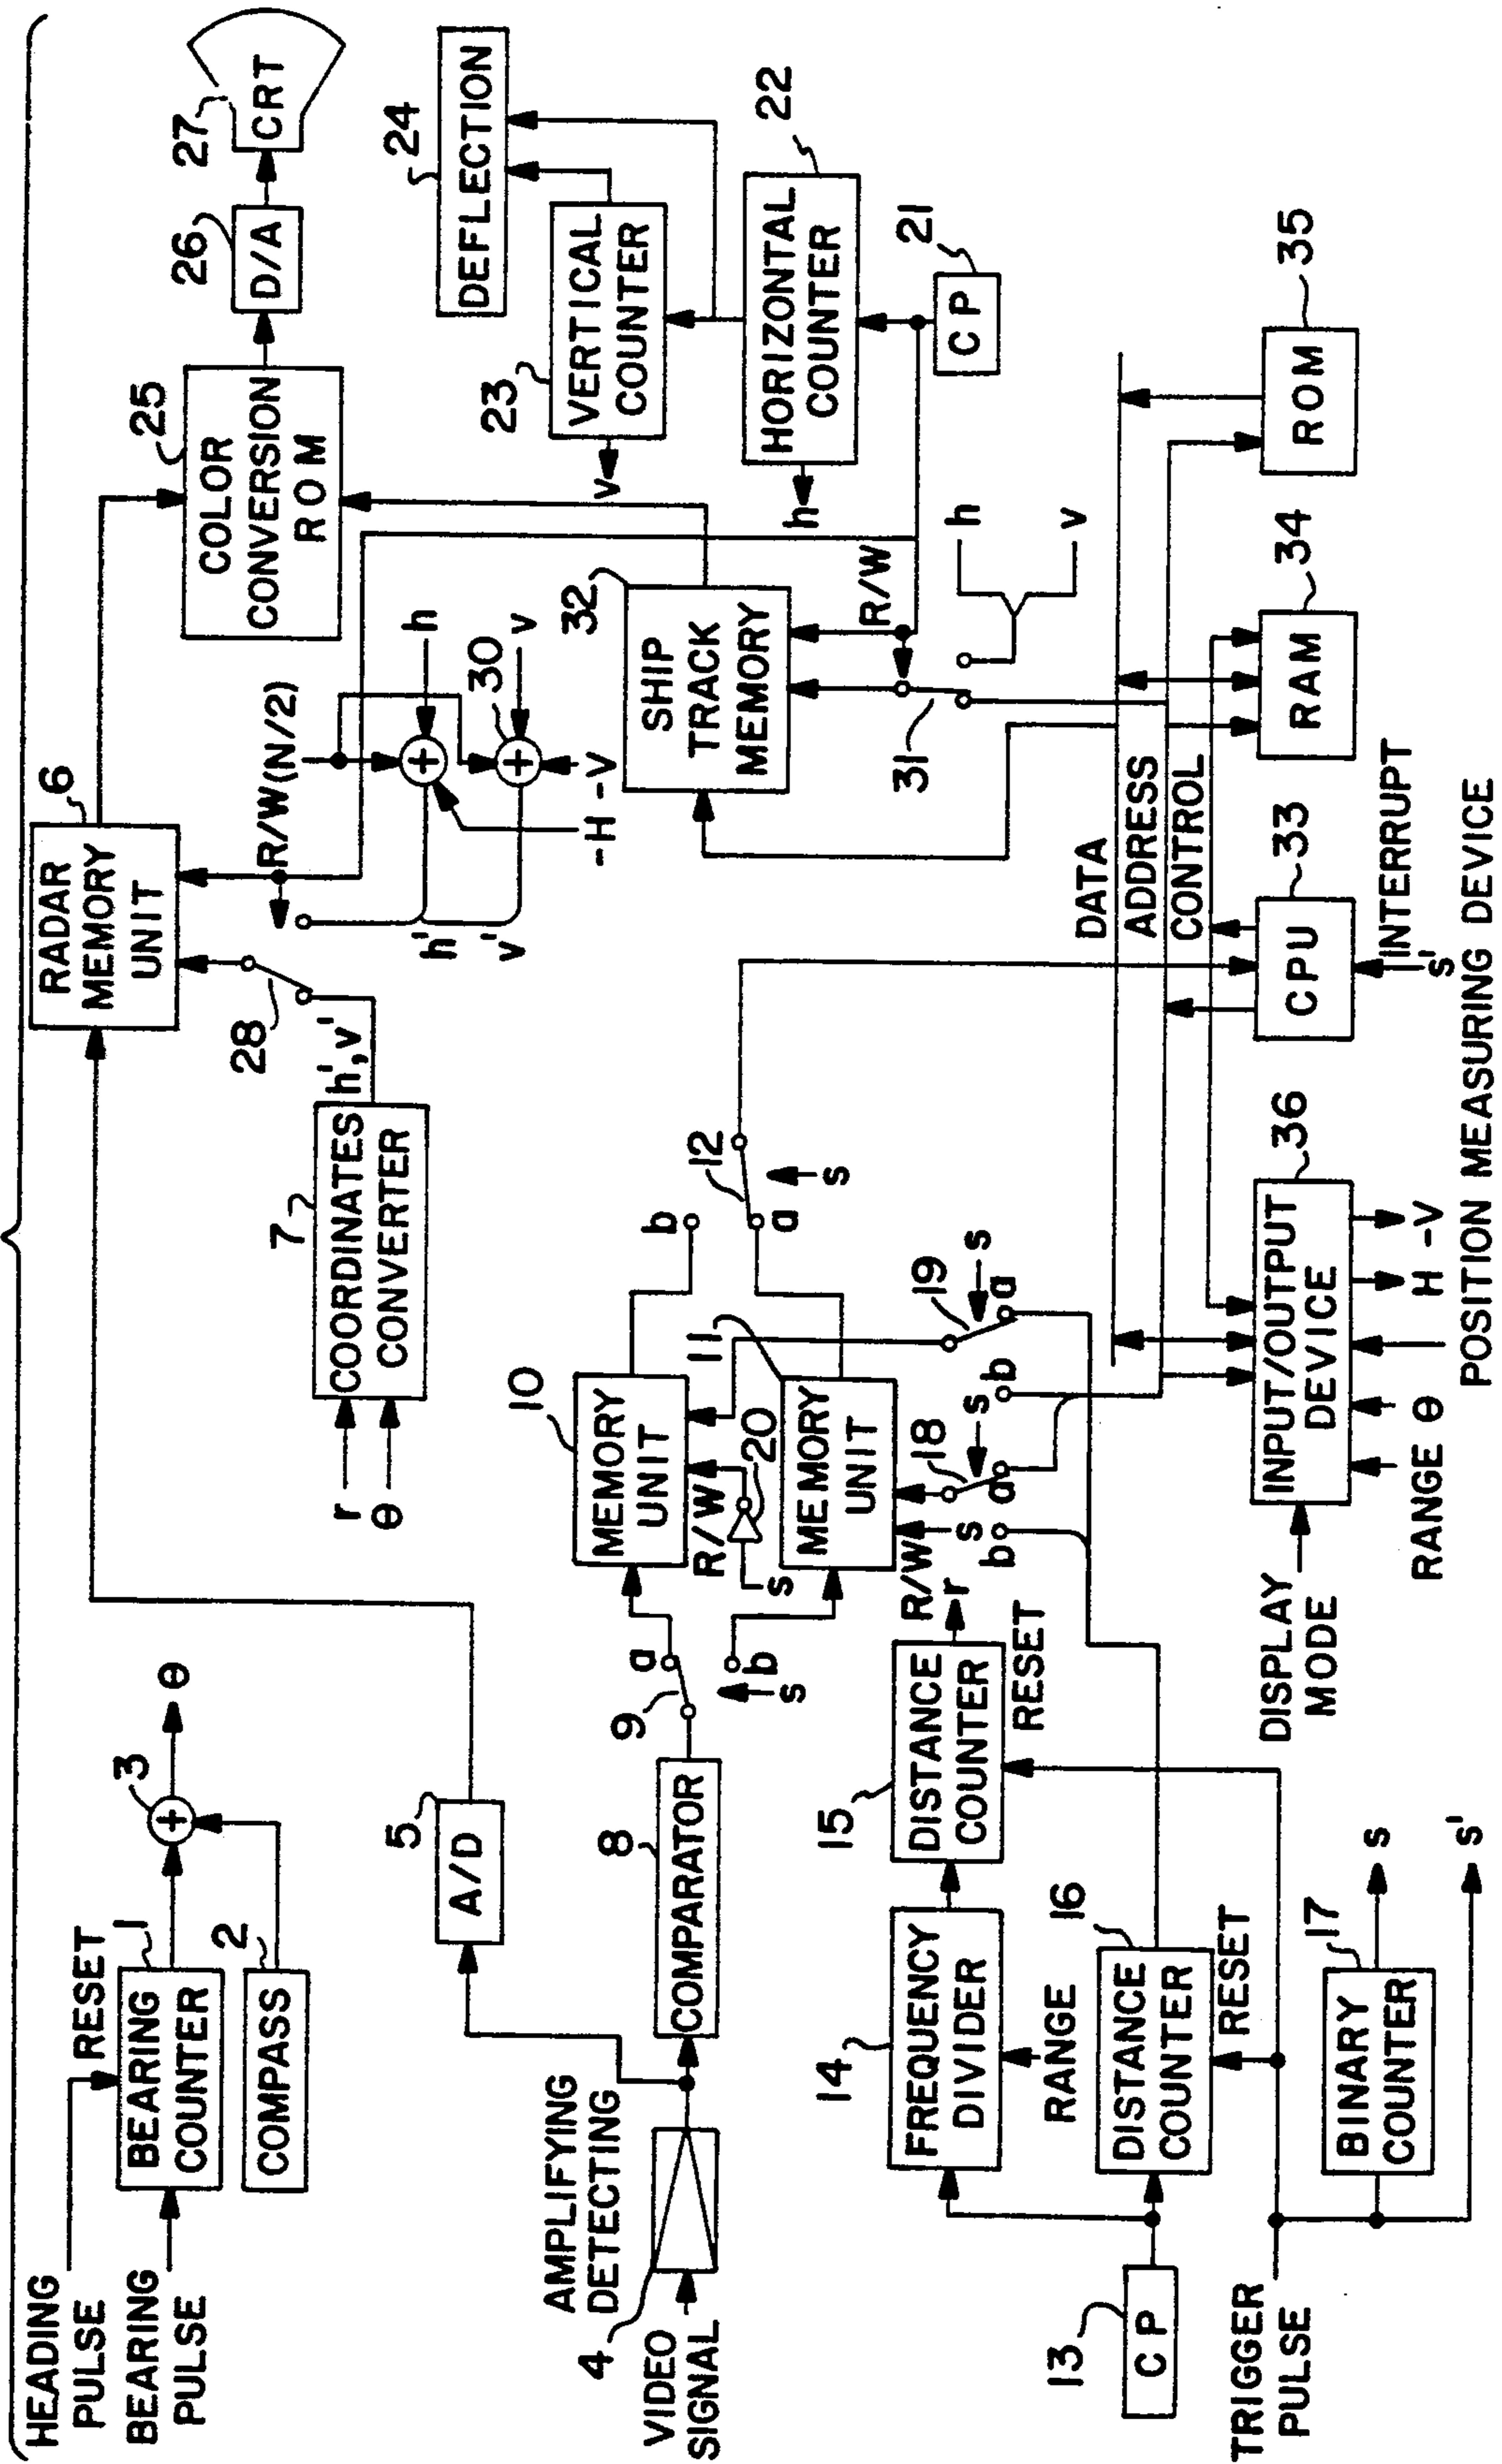 HEADING
PULSE
RESET
BEARING
PULSE
1
BEARING
COUNTER
2
COMPASS
3
+
θ
r
θ
7
COORDINATES
CONVERTER
h',v'
28
6
RADAR
MEMORY
UNIT
R/W(N/2)
h
+
30
v
+
-H -V
h'
v'
25
COLOR
CONVERSION
ROM
26
D/A
27
CRT
24
DEFLECTION
23
VERTICAL
COUNTER
v
22
HORIZONTAL
COUNTER
h
21
CP
AMPLIFYING
DETECTING
VIDEO
SIGNAL
4
5
A/D
8
COMPARATOR
9
a
b
s
10
MEMORY
UNIT
R/W
s
20
11
MEMORY
UNIT
R/W
s
b
a
12
s
18
s
a
b
19
s
a
b
32
SHIP
TRACK
MEMORY
R/W
31
h
v
13
CP
14
FREQUENCY
DIVIDER
RANGE
15
DISTANCE
COUNTER
r
RESET
16
DISTANCE
COUNTER
RESET
TRIGGER
PULSE
17
BINARY
COUNTER
s
s'
DATA
ADDRESS
CONTROL
DISPLAY
MODE
36
INPUT/OUTPUT
DEVICE
RANGE θ
H -V
POSITION MEASURING DEVICE
33
CPU
INTERRUPT
s'
34
RAM
35
ROM